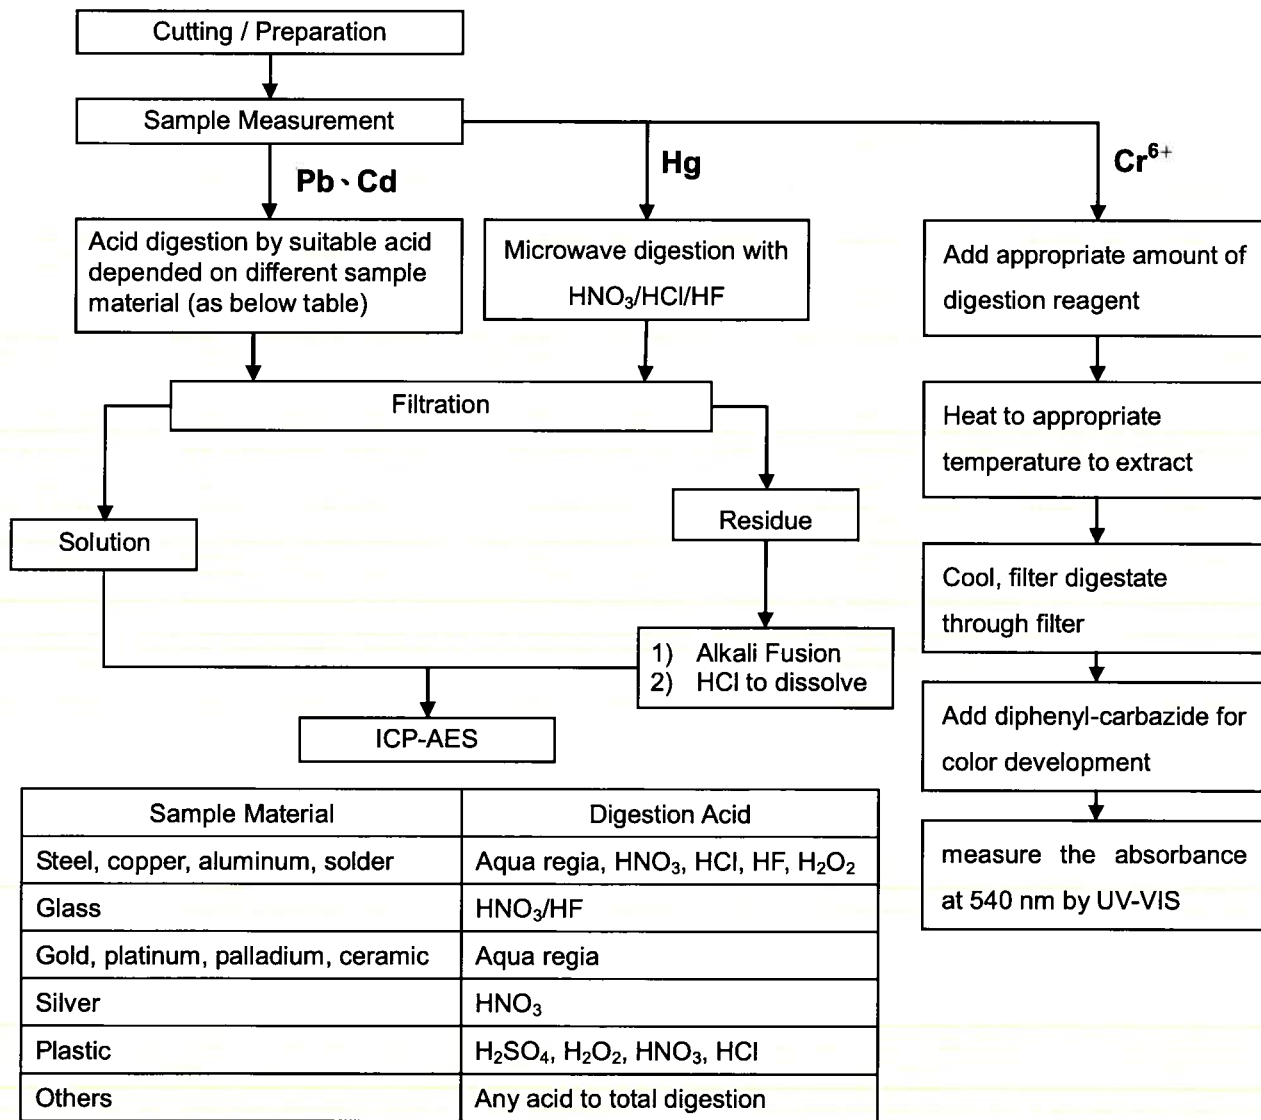 Cutting / Preparation
Sample Measurement
Pb、Cd
Hg
Cr⁶⁺
Acid digestion by suitable acid
depended on different sample
material (as below table)
Microwave digestion with
HNO₃/HCl/HF
Add appropriate amount of
digestion reagent
Filtration
Heat to appropriate
temperature to extract
Solution
Residue
Cool, filter digestate
through filter
1) Alkali Fusion
2) HCl to dissolve
ICP-AES
Add diphenyl-carbazide for
color development
measure the absorbance
at 540 nm by UV-VIS
Sample Material Digestion Acid
Steel, copper, aluminum, solder Aqua regia, HNO₃, HCl, HF, H₂O₂
Glass HNO₃/HF
Gold, platinum, palladium, ceramic Aqua regia
Silver HNO₃
Plastic H₂SO₄, H₂O₂, HNO₃, HCl
Others Any acid to total digestion